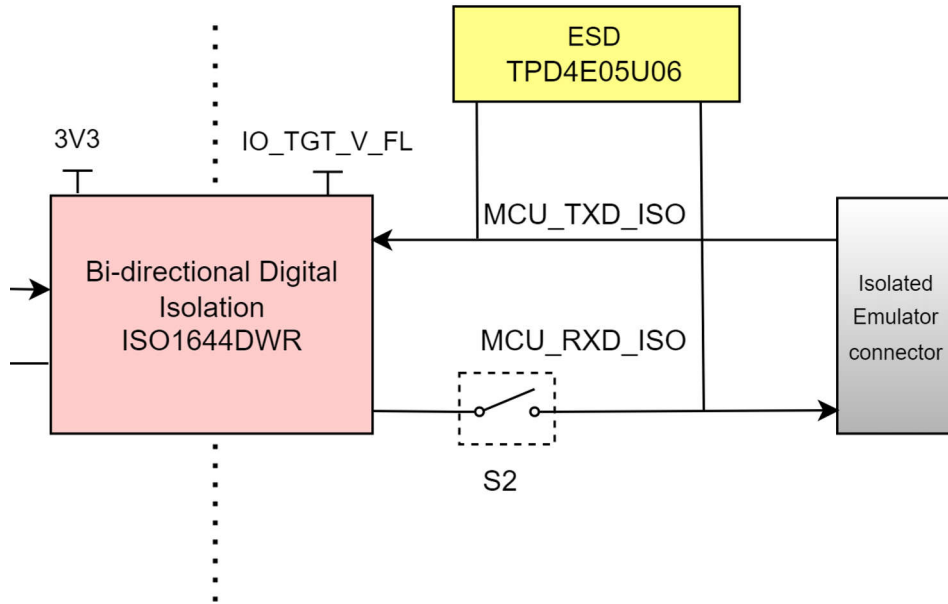 ESD
TPD4E05U06
3V3
IO_TGT_V_FL
MCU_TXD_ISO
Bi-directional Digital
Isolation
ISO1644DWR
Isolated
Emulator
connector
MCU_RXD_ISO
S2